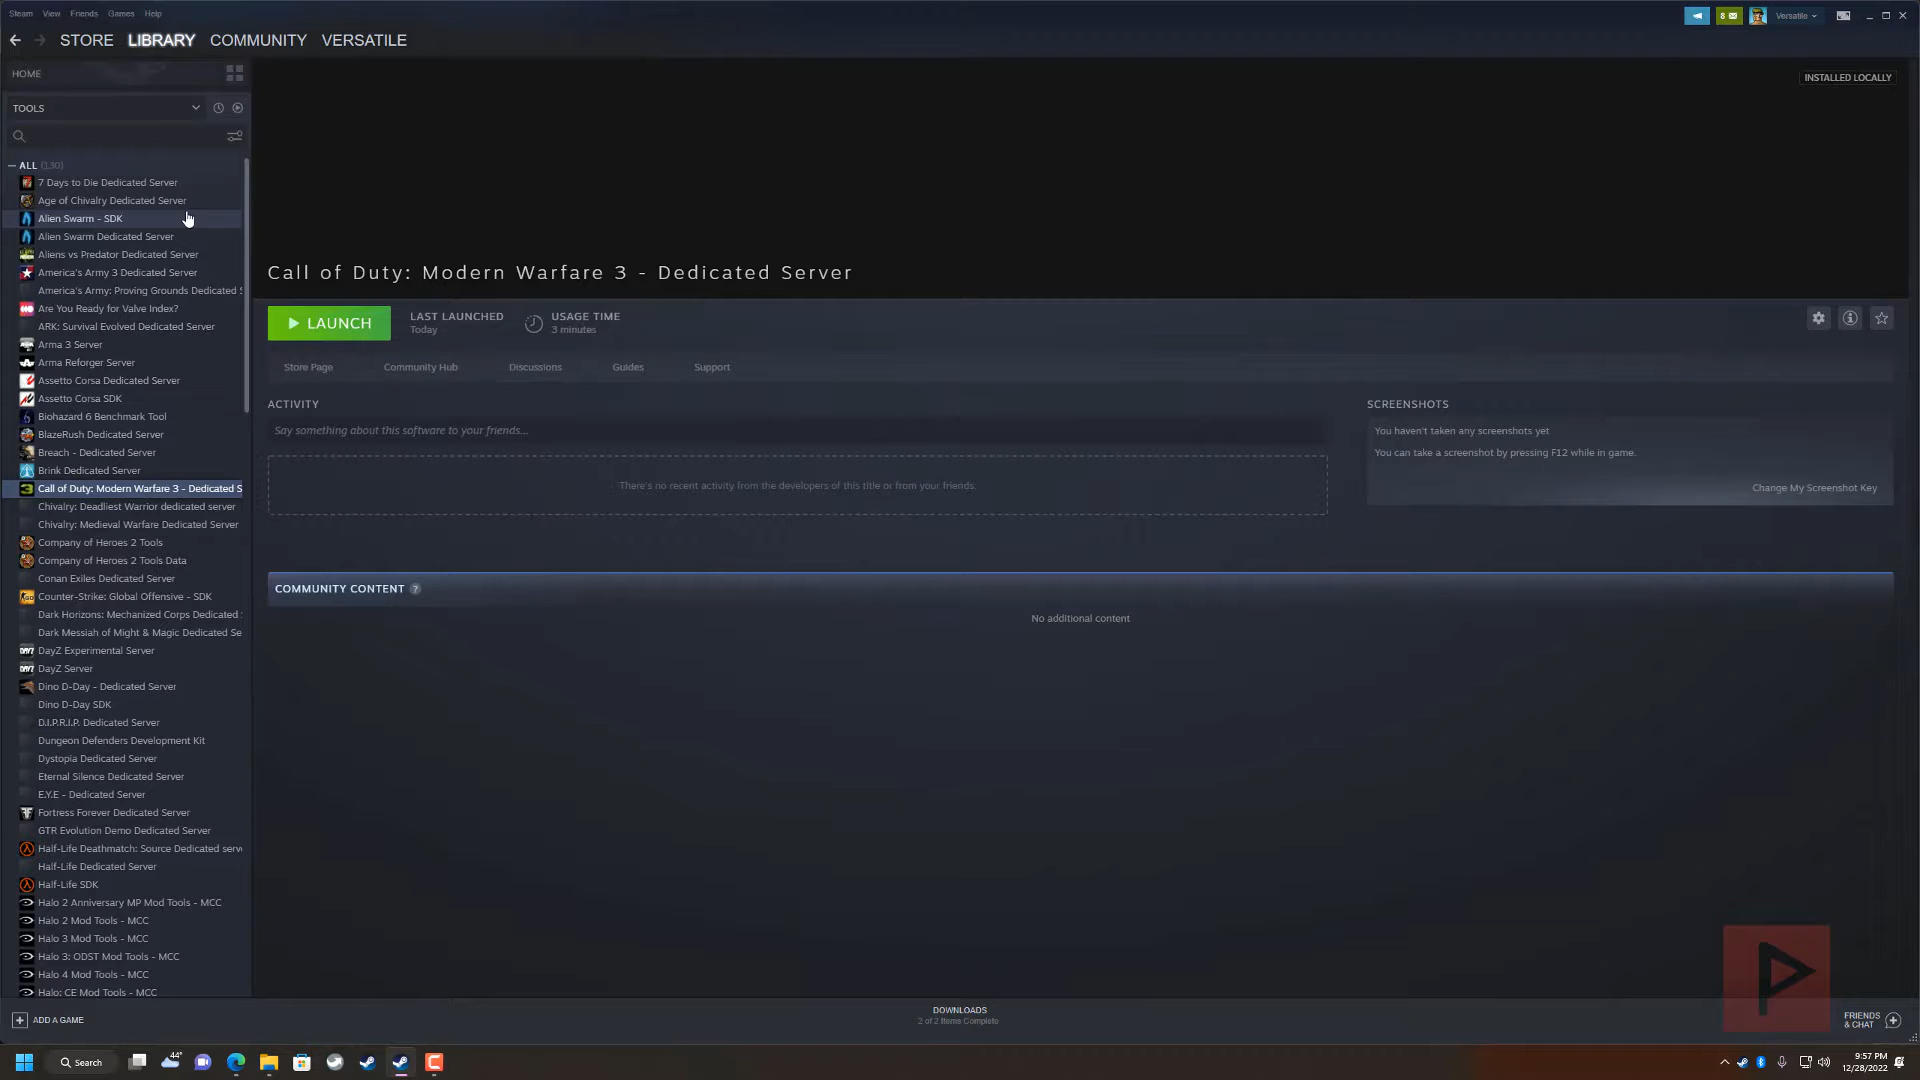 Steam View Friends Games Help
8 Versatile
STORE LIBRARY COMMUNITY VERSATILE
HOME
INSTALLED LOCALLY
TOOLS
ALL (130)
7 Days to Die Dedicated Server
Age of Chivalry Dedicated Server
Alien Swarm - SDK
Alien Swarm Dedicated Server
Aliens vs Predator Dedicated Server
America's Army 3 Dedicated Server
America's Army: Proving Grounds Dedicated S
Are You Ready for Valve Index?
ARK: Survival Evolved Dedicated Server
Arma 3 Server
Arma Reforger Server
Assetto Corsa Dedicated Server
Assetto Corsa SDK
Biohazard 6 Benchmark Tool
BlazeRush Dedicated Server
Breach - Dedicated Server
Brink Dedicated Server
Call of Duty: Modern Warfare 3 - Dedicated S
Chivalry: Deadliest Warrior dedicated server
Chivalry: Medieval Warfare Dedicated Server
Company of Heroes 2 Tools
Company of Heroes 2 Tools Data
Conan Exiles Dedicated Server
Counter-Strike: Global Offensive - SDK
Dark Horizons: Mechanized Corps Dedicated
Dark Messiah of Might & Magic Dedicated Se
DayZ Experimental Server
DayZ Server
Dino D-Day - Dedicated Server
Dino D-Day SDK
D.I.P.R.I.P. Dedicated Server
Dungeon Defenders Development Kit
Dystopia Dedicated Server
Eternal Silence Dedicated Server
E.Y.E - Dedicated Server
Fortress Forever Dedicated Server
GTR Evolution Demo Dedicated Server
Half-Life Deathmatch: Source Dedicated serv
Half-Life Dedicated Server
Half-Life SDK
Halo 2 Anniversary MP Mod Tools - MCC
Halo 2 Mod Tools - MCC
Halo 3 Mod Tools - MCC
Halo 3: ODST Mod Tools - MCC
Halo 4 Mod Tools - MCC
Halo: CE Mod Tools - MCC
Call of Duty: Modern Warfare 3 - Dedicated Server
LAUNCH
LAST LAUNCHED
Today
USAGE TIME
3 minutes
Store Page Community Hub Discussions Guides Support
ACTIVITY
Say something about this software to your friends...
There's no recent activity from the developers of this title or from your friends.
SCREENSHOTS
You haven't taken any screenshots yet
You can take a screenshot by pressing F12 while in game.
Change My Screenshot Key
COMMUNITY CONTENT ?
No additional content
ADD A GAME
DOWNLOADS
2 of 2 Items Complete
FRIENDS
& CHAT
Search
44°
9:57 PM
12/28/2022